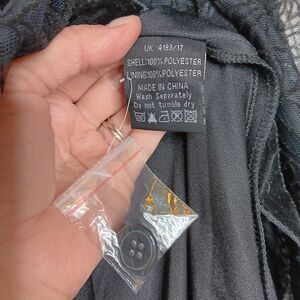 UK 4193/17
SHELL:100%POLYESTER
LINING:100%POLYESTER
MADE IN CHINA
Wash Separately
Do not tumble dry